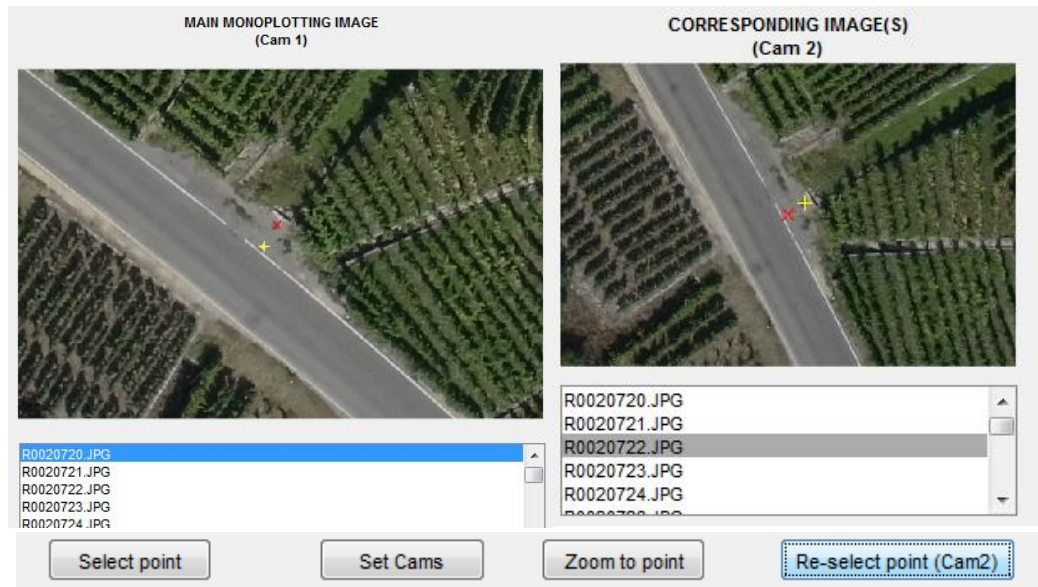 MAIN MONOPLOTTING IMAGE
(Cam 1)
CORRESPONDING IMAGE(S)
(Cam 2)
R0020720.JPG
R0020721.JPG
R0020722.JPG
R0020723.JPG
R0020724.JPG
R0020720.JPG
R0020721.JPG
R0020722.JPG
R0020723.JPG
R0020724.JPG
Select point
Set Cams
Zoom to point
Re-select point (Cam2)